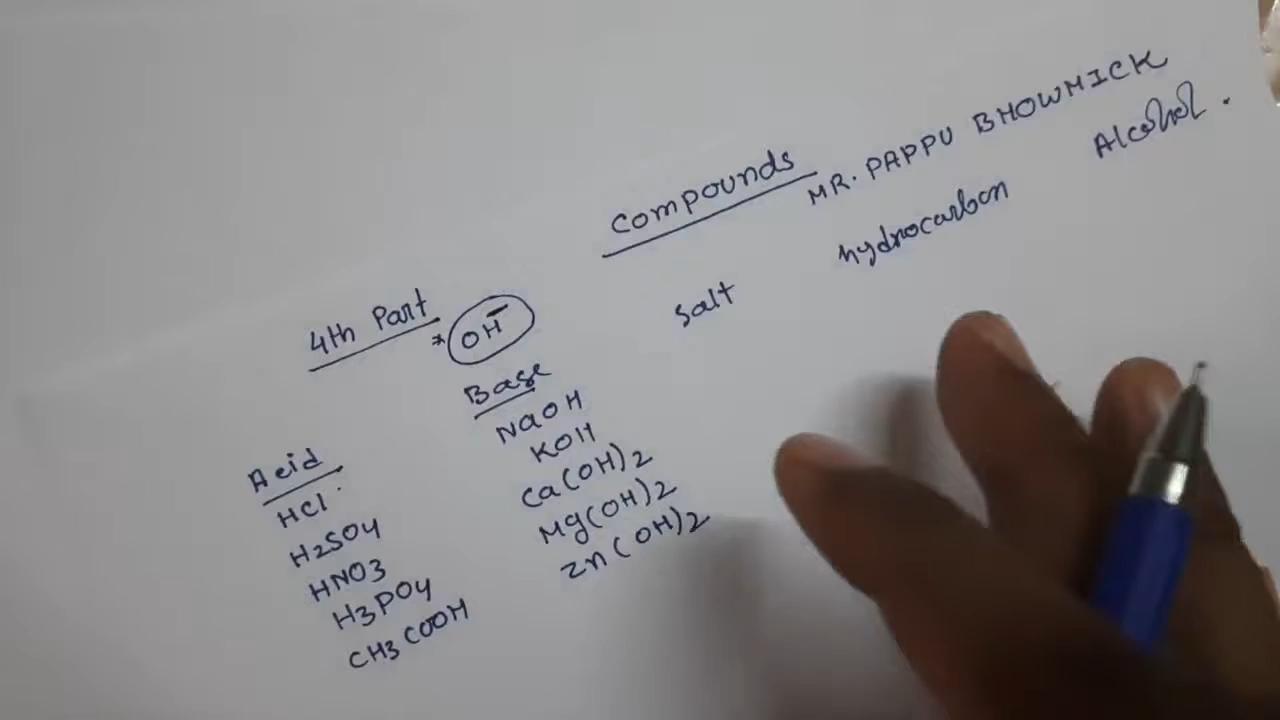 Compounds
MR. PAPPU BHOWMICK
4th Part
* OH⁻
Acid
HCl
H2SO4
HNO3
H3PO4
CH3COOH
Base
NaOH
KOH
Ca(OH)2
Mg(OH)2
Zn(OH)2
Salt
hydrocarbon
Alcohol.